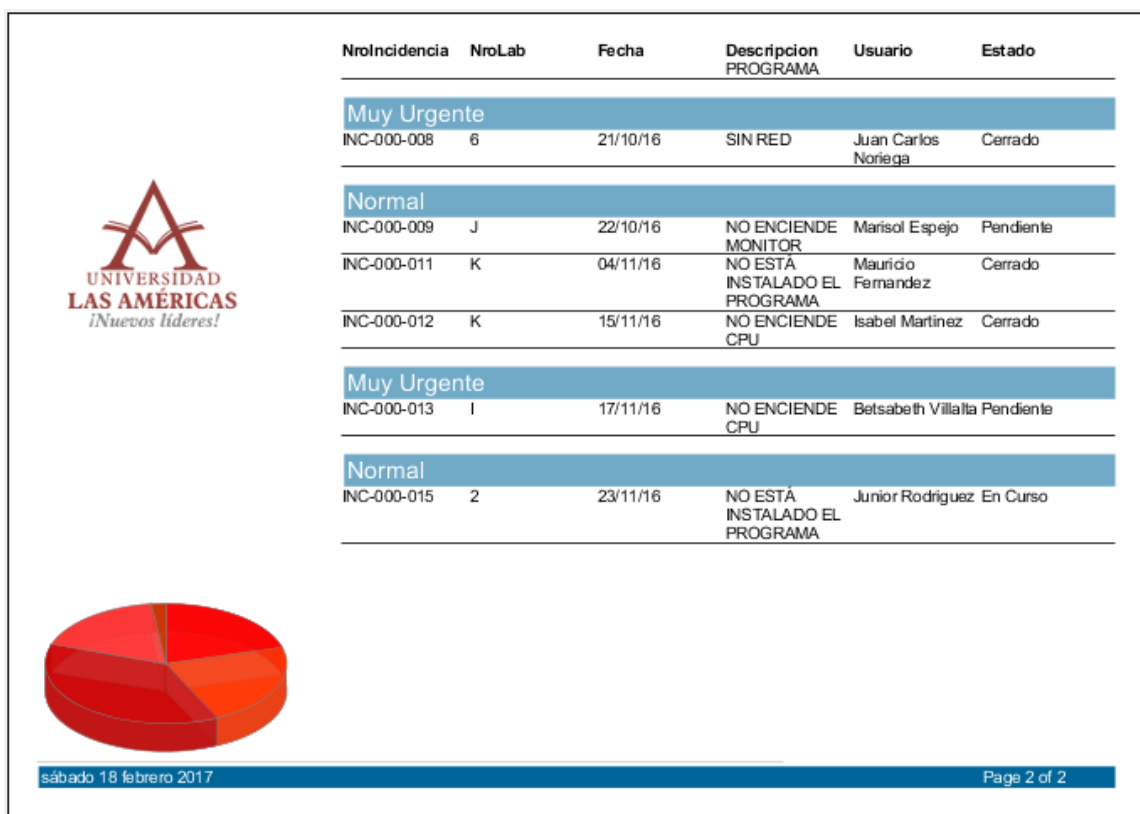 NroIncidencia NroLab Fecha Descripcion Usuario Estado
PROGRAMA
Muy Urgente
INC-000-008 6 21/10/16 SIN RED Juan Carlos Cerrado
Noriega
Normal
INC-000-009 J 22/10/16 NO ENCIENDE Marisol Espejo Pendiente
MONITOR
INC-000-011 K 04/11/16 NO ESTÁ Mauricio Cerrado
INSTALADO EL Fernandez
PROGRAMA
INC-000-012 K 15/11/16 NO ENCIENDE Isabel Martinez Cerrado
CPU
Muy Urgente
INC-000-013 I 17/11/16 NO ENCIENDE Betsabeth Villalta Pendiente
CPU
Normal
INC-000-015 2 23/11/16 NO ESTÁ Junior Rodriguez En Curso
INSTALADO EL
PROGRAMA
UNIVERSIDAD
LAS AMÉRICAS
¡Nuevos líderes!
sábado 18 febrero 2017 Page 2 of 2